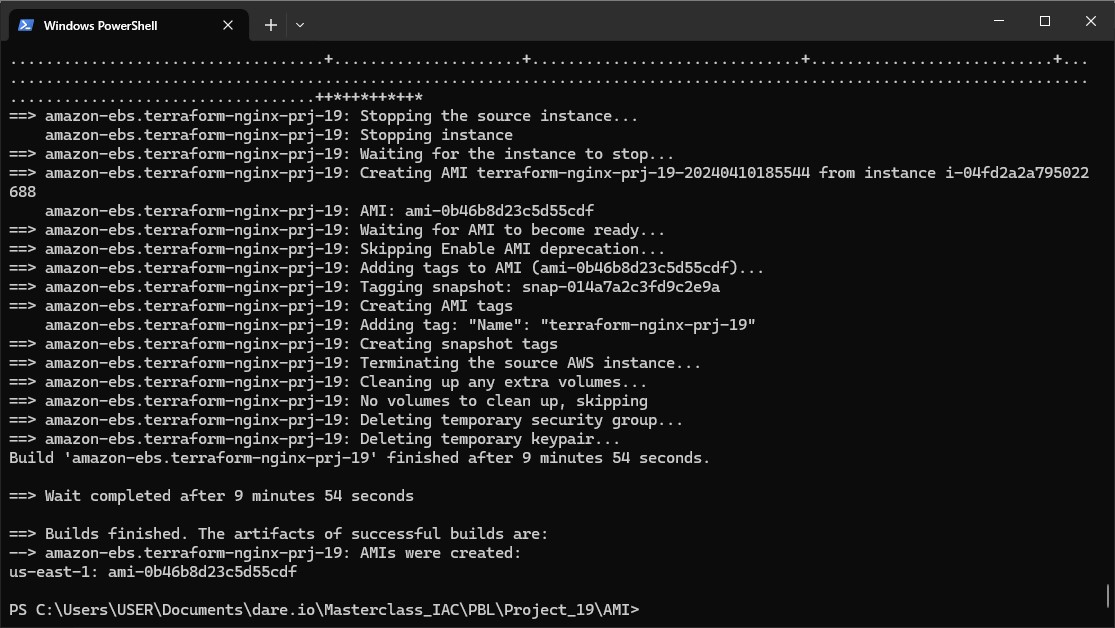 Windows PowerShell
...................................+.....................+..............................+...........................+...
........................................................................................................................
..................................++*++*+++*+++*
==> amazon-ebs.terraform-nginx-prj-19: Stopping the source instance...
    amazon-ebs.terraform-nginx-prj-19: Stopping instance
==> amazon-ebs.terraform-nginx-prj-19: Waiting for the instance to stop...
==> amazon-ebs.terraform-nginx-prj-19: Creating AMI terraform-nginx-prj-19-20240410185544 from instance i-04fd2a2a795022
688
    amazon-ebs.terraform-nginx-prj-19: AMI: ami-0b46b8d23c5d55cdf
==> amazon-ebs.terraform-nginx-prj-19: Waiting for AMI to become ready...
==> amazon-ebs.terraform-nginx-prj-19: Skipping Enable AMI deprecation...
==> amazon-ebs.terraform-nginx-prj-19: Adding tags to AMI (ami-0b46b8d23c5d55cdf)...
==> amazon-ebs.terraform-nginx-prj-19: Tagging snapshot: snap-014a7a2c3fd9c2e9a
==> amazon-ebs.terraform-nginx-prj-19: Creating AMI tags
    amazon-ebs.terraform-nginx-prj-19: Adding tag: "Name": "terraform-nginx-prj-19"
==> amazon-ebs.terraform-nginx-prj-19: Creating snapshot tags
==> amazon-ebs.terraform-nginx-prj-19: Terminating the source AWS instance...
==> amazon-ebs.terraform-nginx-prj-19: Cleaning up any extra volumes...
==> amazon-ebs.terraform-nginx-prj-19: No volumes to clean up, skipping
==> amazon-ebs.terraform-nginx-prj-19: Deleting temporary security group...
==> amazon-ebs.terraform-nginx-prj-19: Deleting temporary keypair...
Build 'amazon-ebs.terraform-nginx-prj-19' finished after 9 minutes 54 seconds.
==> Wait completed after 9 minutes 54 seconds
==> Builds finished. The artifacts of successful builds are:
--> amazon-ebs.terraform-nginx-prj-19: AMIs were created:
us-east-1: ami-0b46b8d23c5d55cdf
PS C:\Users\USER\Documents\dare.io\Masterclass_IAC\PBL\Project_19\AMI>